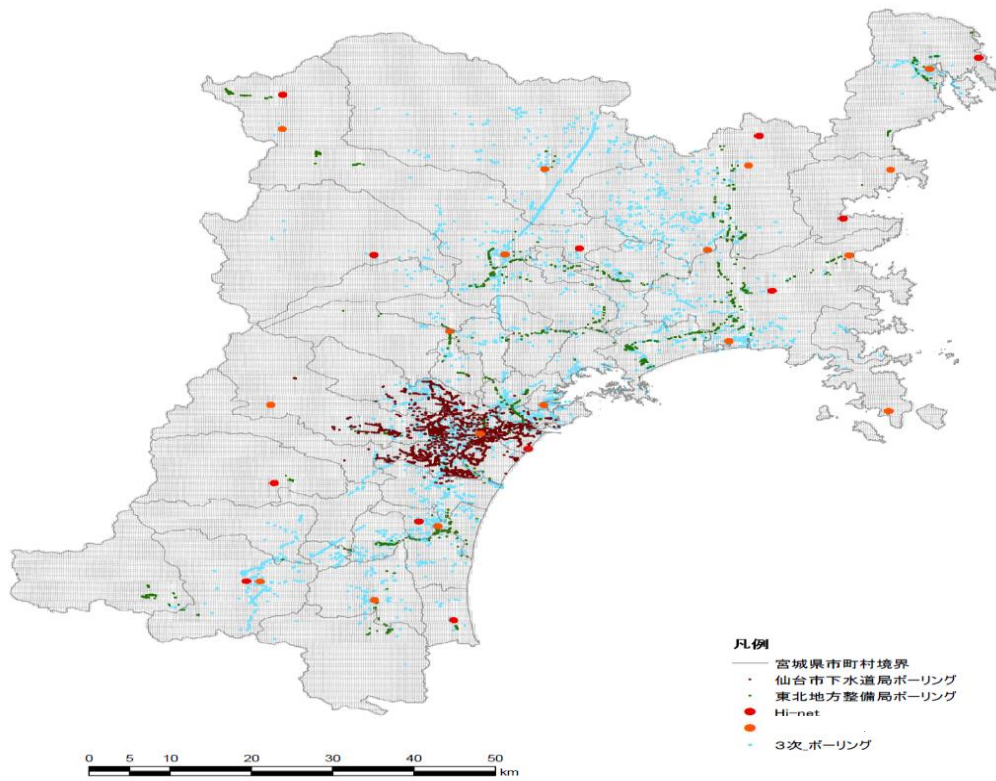 凡例
宮城県市町村境界
仙台市下水道局ボーリング
東北地方整備局ボーリング
Hi-net
3次_ボーリング
0 5 10 20 30 40 50
km